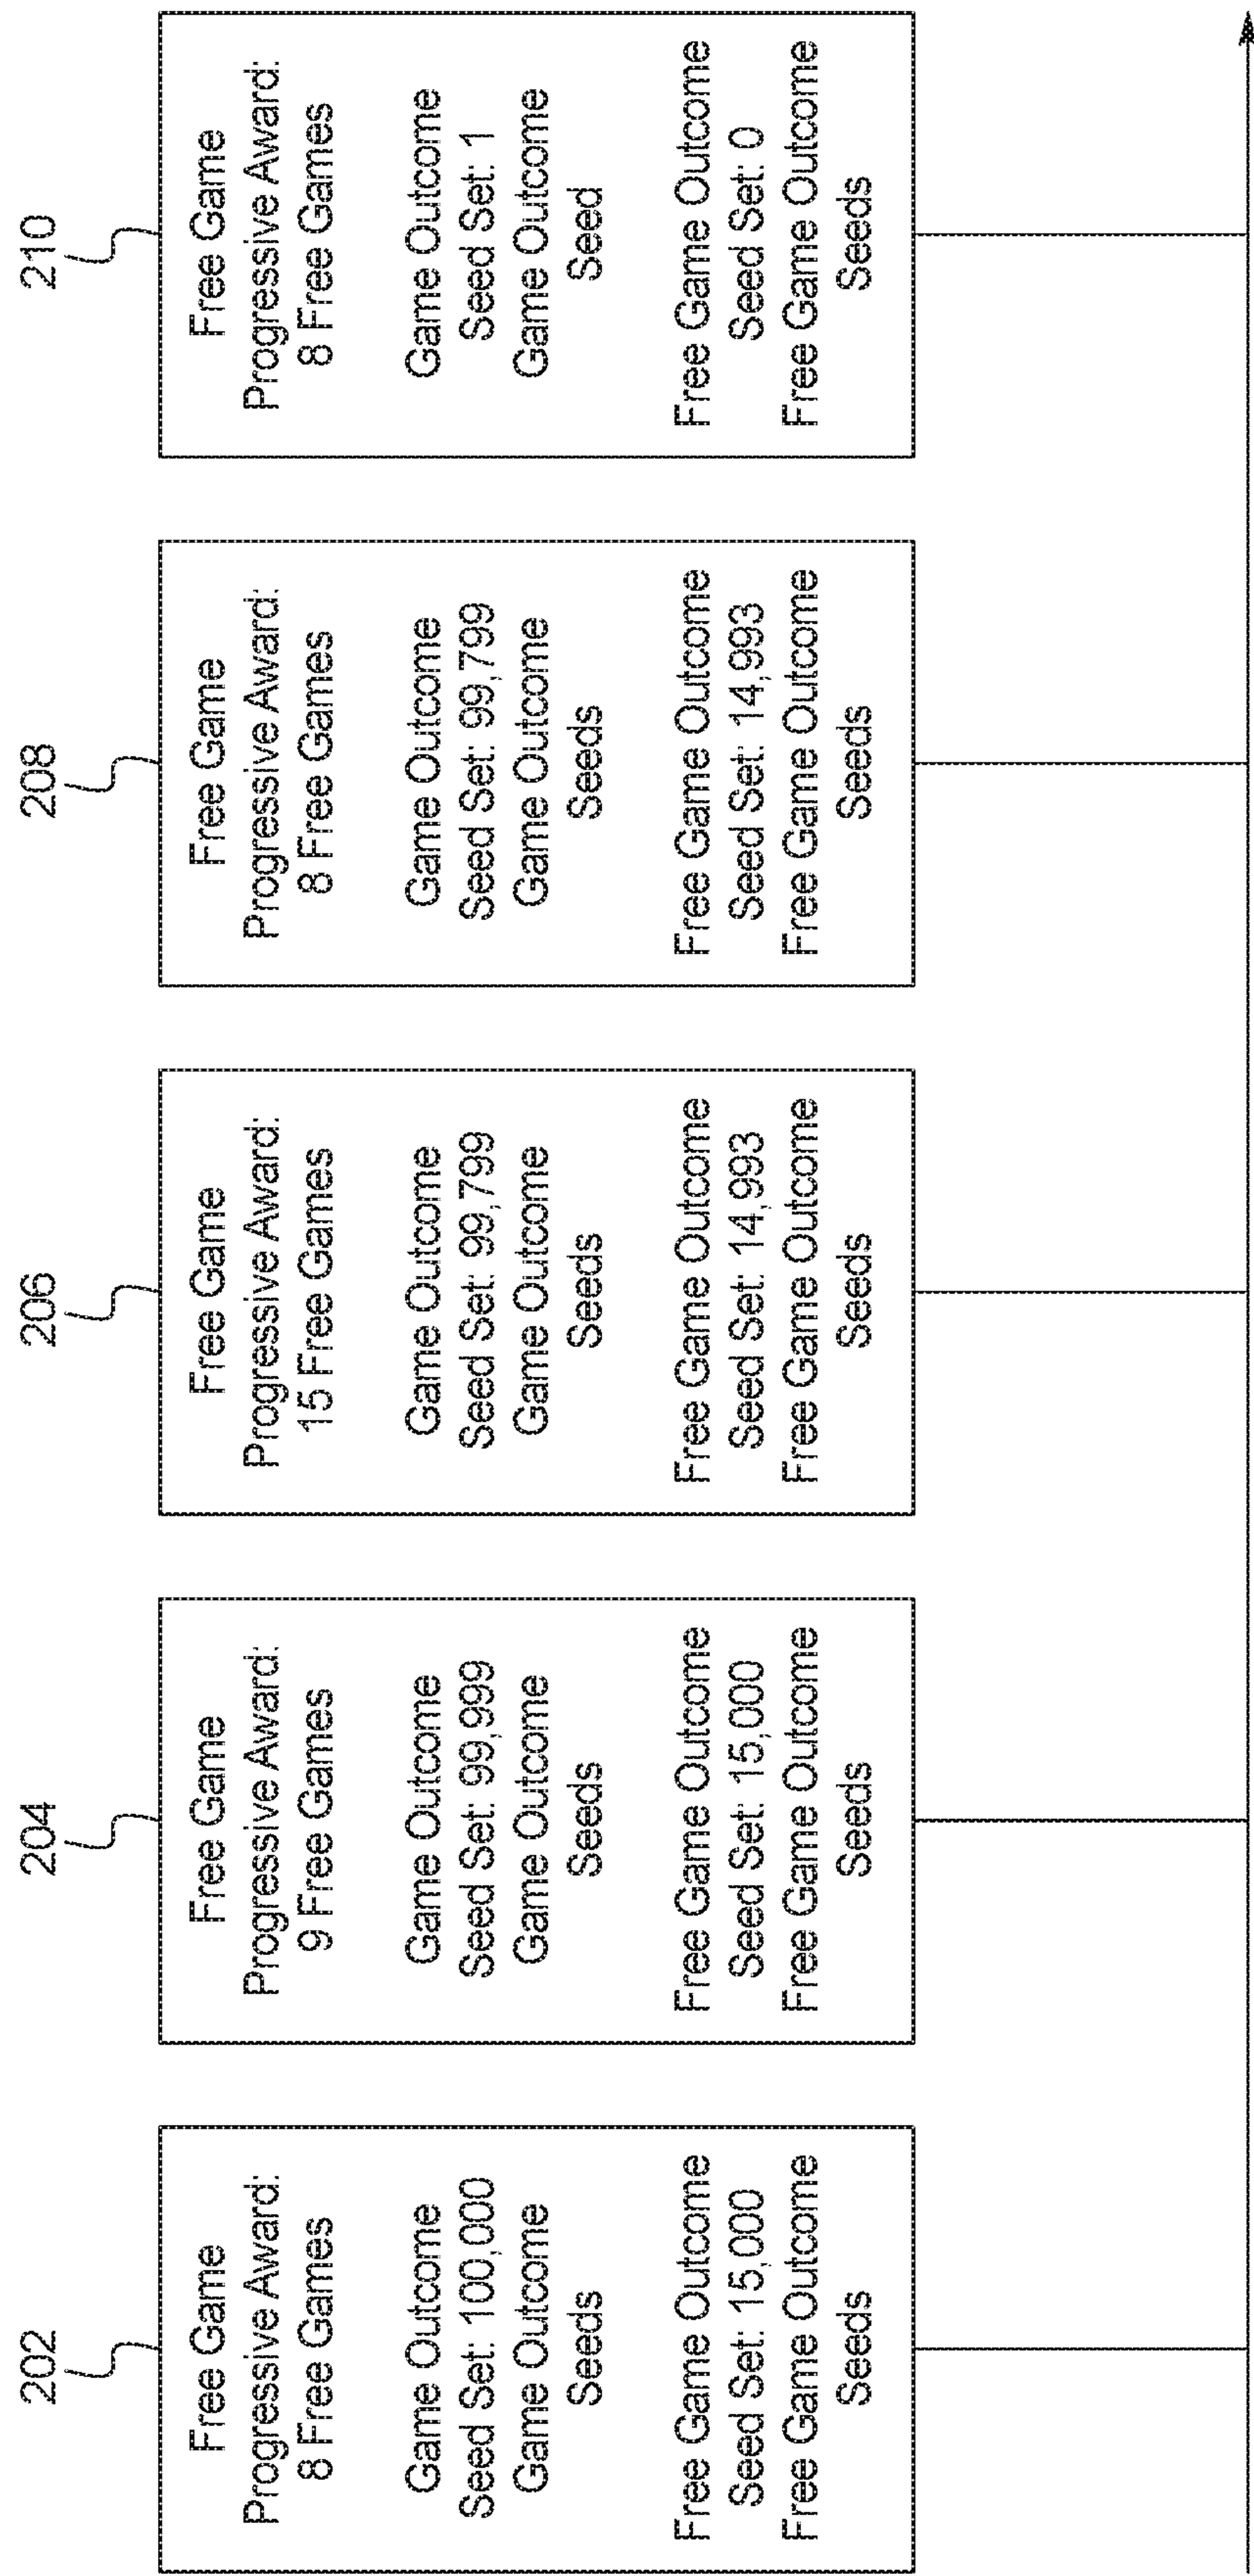 202
Free Game
Progressive Award:
8 Free Games
Game Outcome
Seed Set: 100,000
Game Outcome
Seeds
Free Game Outcome
Seed Set: 15,000
Free Game Outcome
Seeds
204
Free Game
Progressive Award:
9 Free Games
Game Outcome
Seed Set: 99,999
Game Outcome
Seeds
Free Game Outcome
Seed Set: 15,000
Free Game Outcome
Seeds
206
Free Game
Progressive Award:
15 Free Games
Game Outcome
Seed Set: 99,799
Game Outcome
Seeds
Free Game Outcome
Seed Set: 14,993
Free Game Outcome
Seeds
208
Free Game
Progressive Award:
8 Free Games
Game Outcome
Seed Set: 99,799
Game Outcome
Seeds
Free Game Outcome
Seed Set: 14,993
Free Game Outcome
Seeds
210
Free Game
Progressive Award:
8 Free Games
Game Outcome
Seed Set: 1
Game Outcome
Seed
Free Game Outcome
Seed Set: 0
Free Game Outcome
Seeds